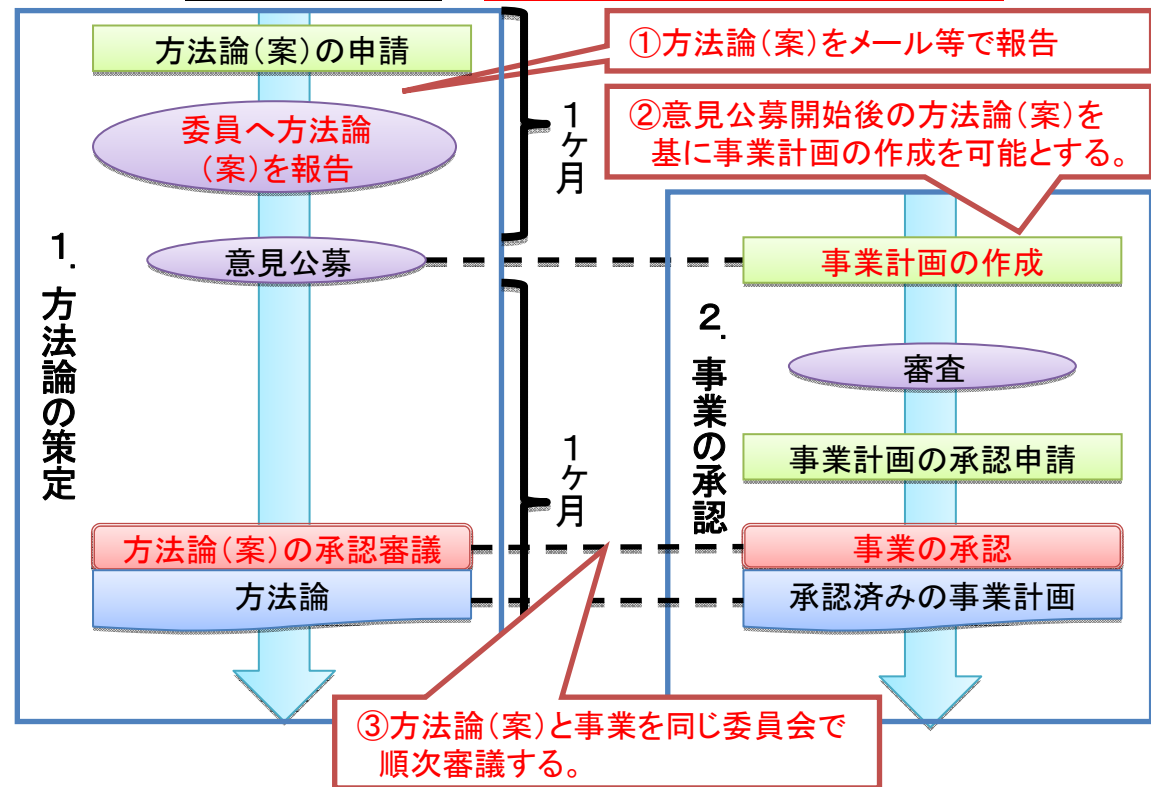 方法論(案)の申請
①方法論(案)をメール等で報告
委員へ方法論
(案)を報告
1ヶ月
②意見公募開始後の方法論(案)を
基に事業計画の作成を可能とする。
1.方法論の策定
意見公募
事業計画の作成
2.事業の承認
審査
1ヶ月
事業計画の承認申請
方法論(案)の承認審議
事業の承認
方法論
承認済みの事業計画
③方法論(案)と事業を同じ委員会で
順次審議する。